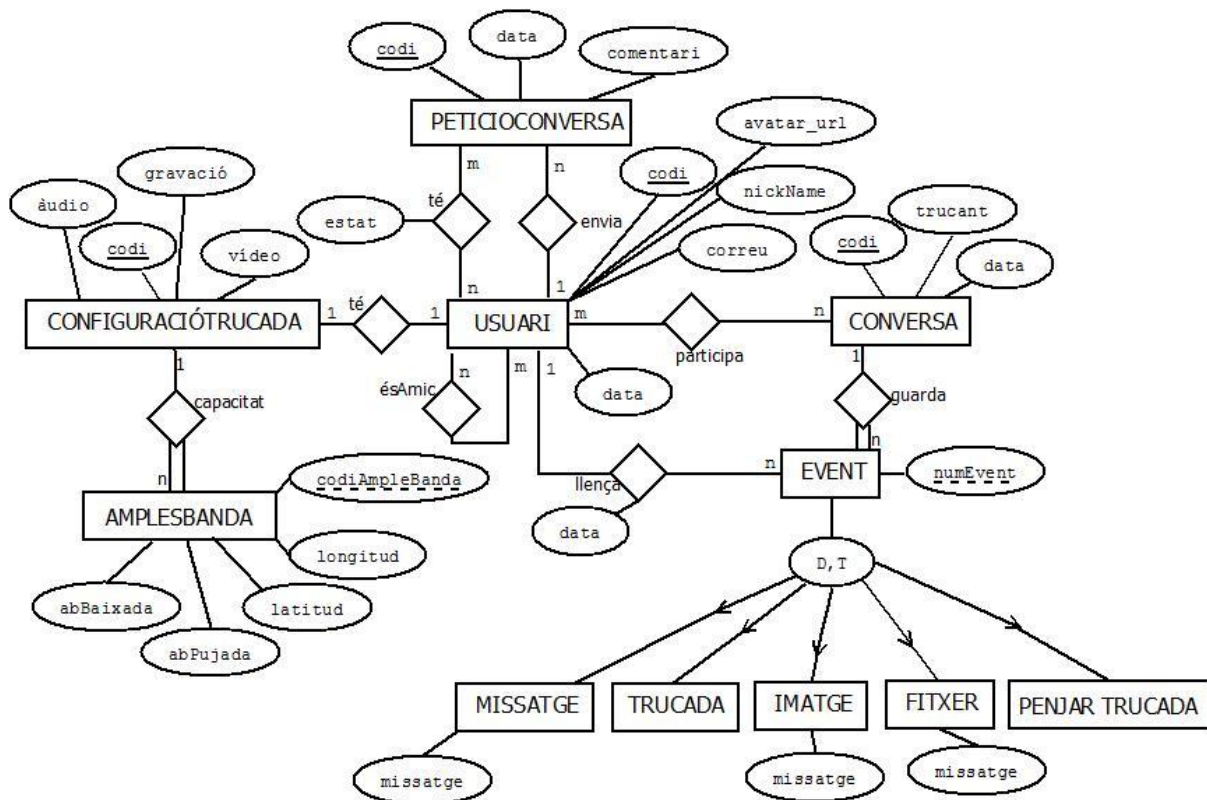 data
codi
comentari
PETICIOCONVERSA
avatar_url
gravació
m
n
codi
àudio
té
nickName
trucant
estat
envia
codi
codi
vídeo
correu
data
n
1
CONFIGURACIÓTRUCADA
1
té
1
USUARI
m
n
CONVERSA
participa
1
n
m
1
1
ésAmic
data
capacitat
guarda
n
codiAmpleBanda
n
llença
n
EVENT
numEvent
AMPLESBANDA
data
longitud
D,T
abBaixada
latitud
abPujada
MISSATGE
TRUCADA
IMATGE
FITXER
PENJAR TRUCADA
missatge
missatge
missatge